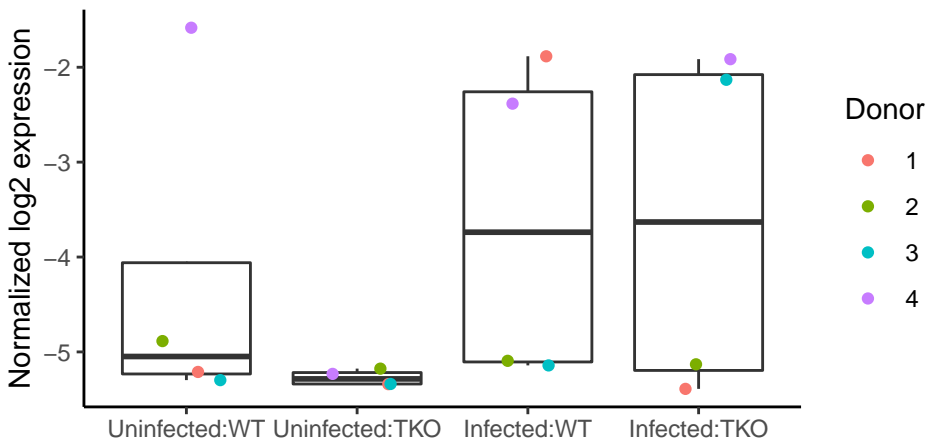 Normalized log2 expression
−2
−3
−4
−5
Uninfected:WT
Uninfected:TKO
Infected:WT
Infected:TKO
Donor
1
2
3
4